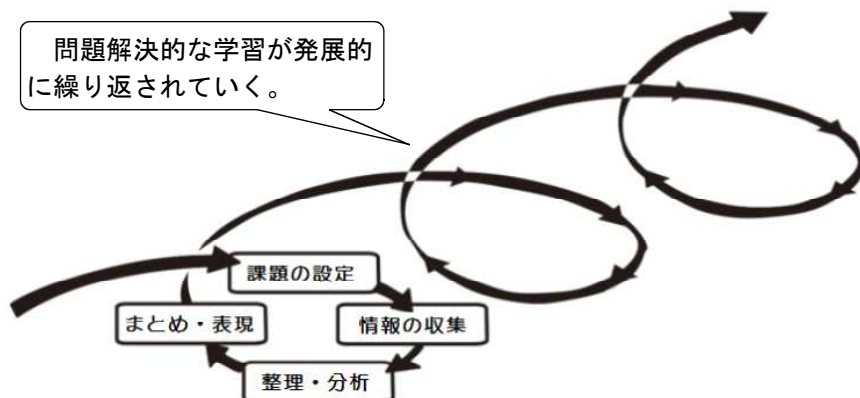 問題解決的な学習が発展的
に繰り返されていく。
課題の設定
情報の収集
整理・分析
まとめ・表現